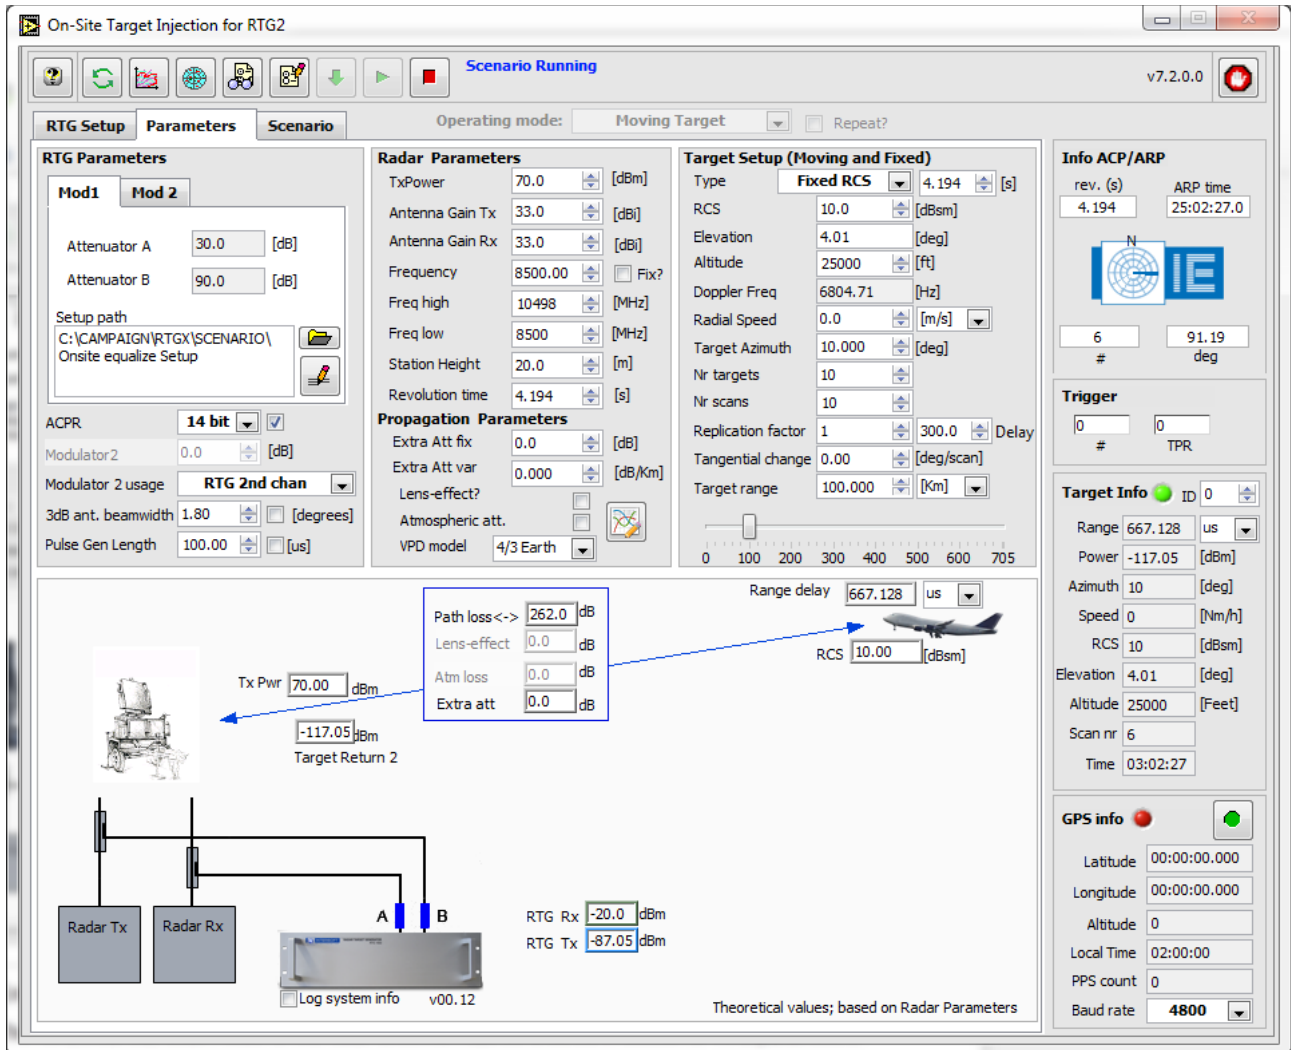 On-Site Target Injection for RTG2
Scenario Running
v7.2.0.0
RTG Setup Parameters Scenario
Operating mode: Moving Target Repeat?
RTG Parameters
Mod1 Mod 2
Attenuator A 30.0 [dB]
Attenuator B 90.0 [dB]
Setup path
C:\CAMPAIGN\RTGX\SCENARIO\
Onsite equalize Setup
ACPR 14 bit
Modulator2 0.0 [dB]
Modulator 2 usage RTG 2nd chan
3dB ant. beamwidth 1.80 [degrees]
Pulse Gen Length 100.00 [us]
Radar Parameters
TxPower 70.0 [dBm]
Antenna Gain Tx 33.0 [dBi]
Antenna Gain Rx 33.0 [dBi]
Frequency 8500.00 Fix?
Freq high 10498 [MHz]
Freq low 8500 [MHz]
Station Height 20.0 [m]
Revolution time 4.194 [s]
Propagation Parameters
Extra Att fix 0.0 [dB]
Extra Att var 0.000 [dB/Km]
Lens-effect?
Atmospheric att.
VPD model 4/3 Earth
Target Setup (Moving and Fixed)
Type Fixed RCS 4.194 [s]
RCS 10.0 [dBsm]
Elevation 4.01 [deg]
Altitude 25000 [ft]
Doppler Freq 6804.71 [Hz]
Radial Speed 0.0 [m/s]
Target Azimuth 10.000 [deg]
Nr targets 10
Nr scans 10
Replication factor 1 300.0 Delay
Tangential change 0.00 [deg/scan]
Target range 100.000 [Km]
0 100 200 300 400 500 600 705
Info ACP/ARP
rev. (s) ARP time
4.194 25:02:27.0
N
IE
6 91.19
# deg
Trigger
0 0
# TPR
Target Info ID 0
Range 667.128 us
Power -117.05 [dBm]
Azimuth 10 [deg]
Speed 0 [Nm/h]
RCS 10 [dBsm]
Elevation 4.01 [deg]
Altitude 25000 [Feet]
Scan nr 6
Time 03:02:27
GPS info
Latitude 00:00:00.000
Longitude 00:00:00.000
Altitude 0
Local Time 02:00:00
PPS count 0
Baud rate 4800
Range delay 667.128 us
Path loss<-> 262.0 dB
Lens-effect 0.0 dB
Atm loss 0.0 dB
Extra att 0.0 dB
RCS 10.00 [dBsm]
Tx Pwr 70.00 dBm
-117.05 dBm
Target Return 2
Radar Tx Radar Rx
A B
RTG Rx -20.0 dBm
RTG Tx -87.05 dBm
Log system info v00.12
Theoretical values; based on Radar Parameters